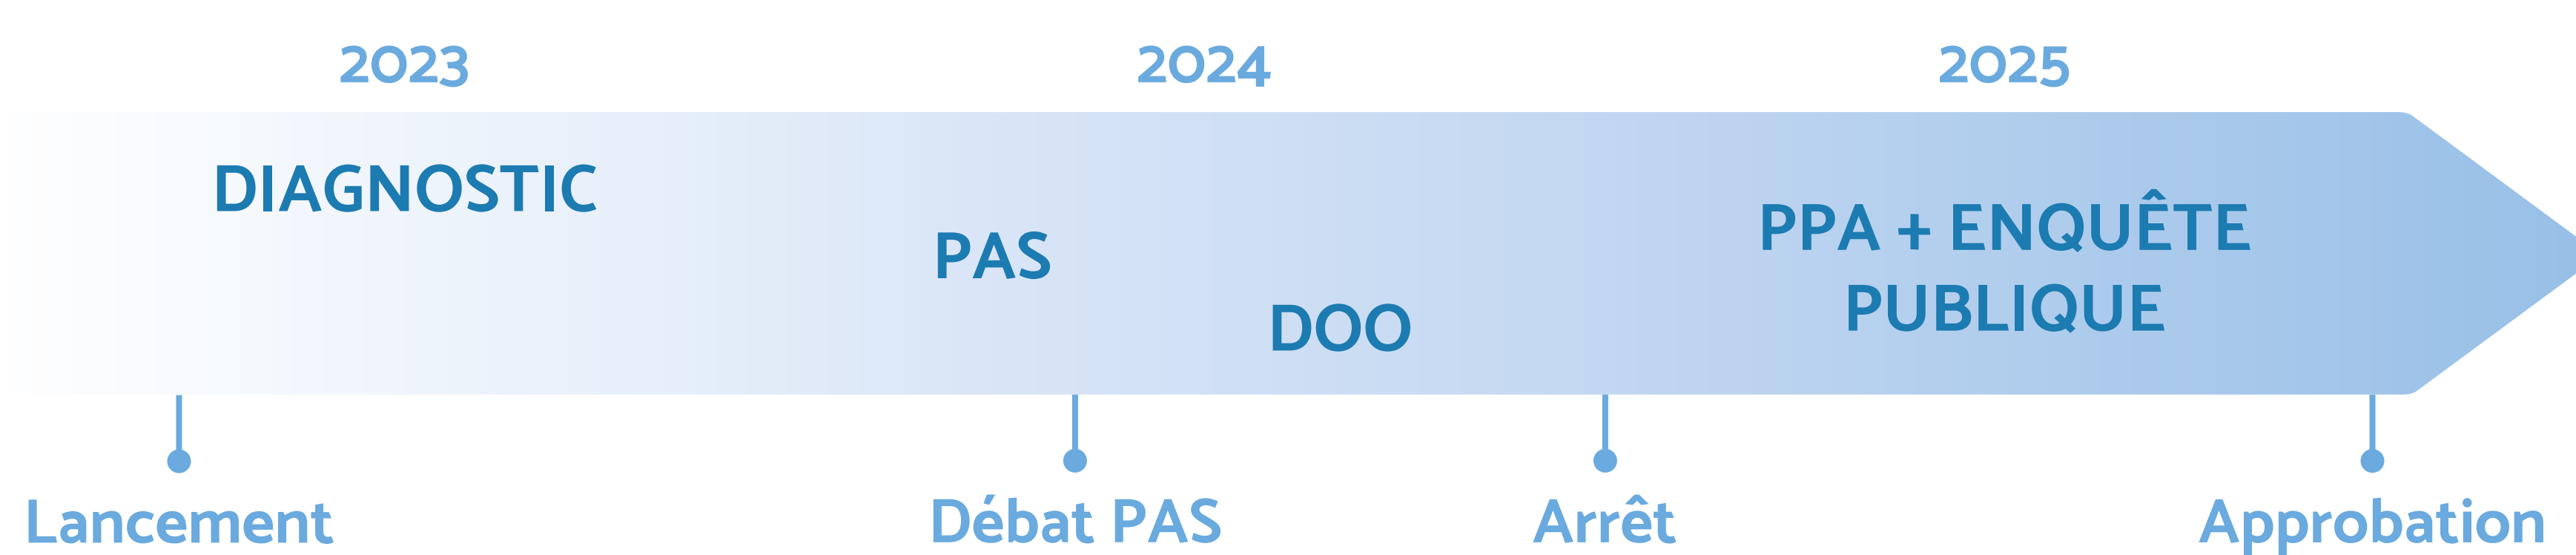 2023
2024
2025
DIAGNOSTIC
PAS
DOO
PPA + ENQUÊTE
PUBLIQUE
Lancement
Débat PAS
Arrêt
Approbation